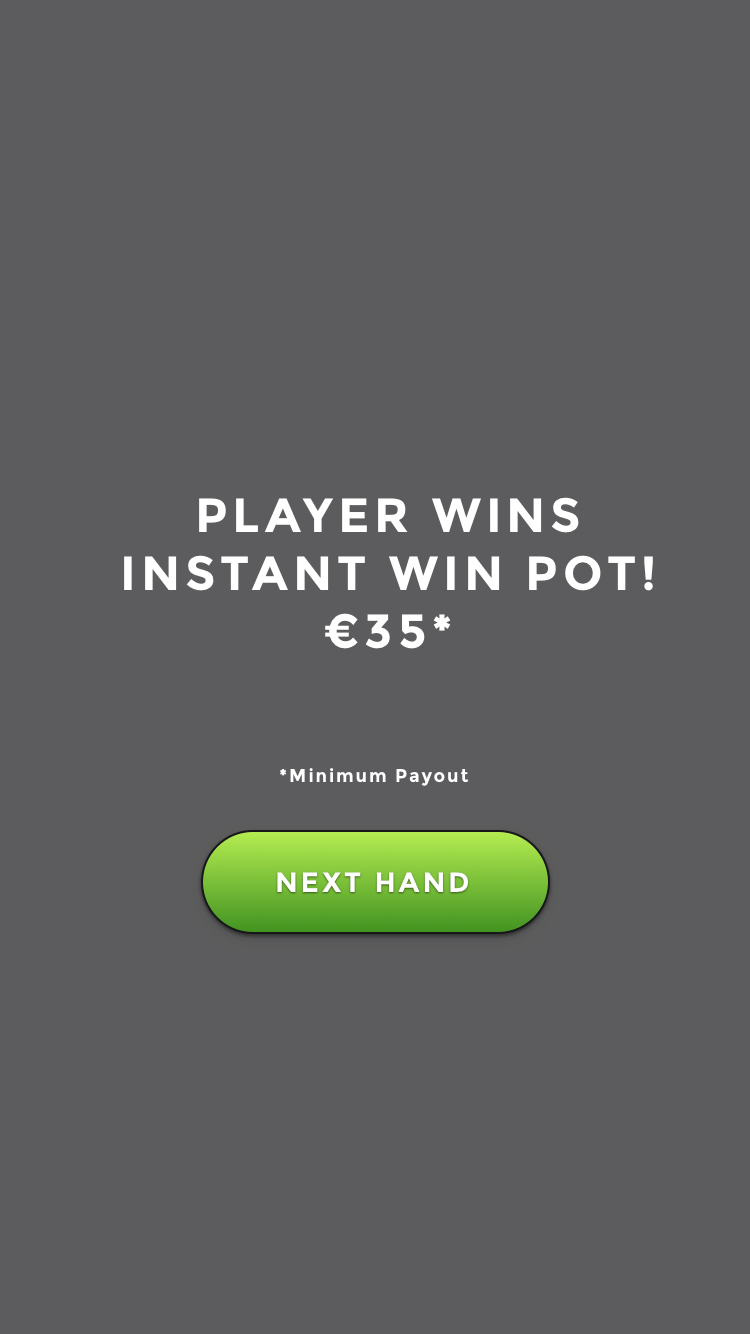 PLAYER WINS
INSTANT WIN POT!
€35*
*Minimum Payout
NEXT HAND